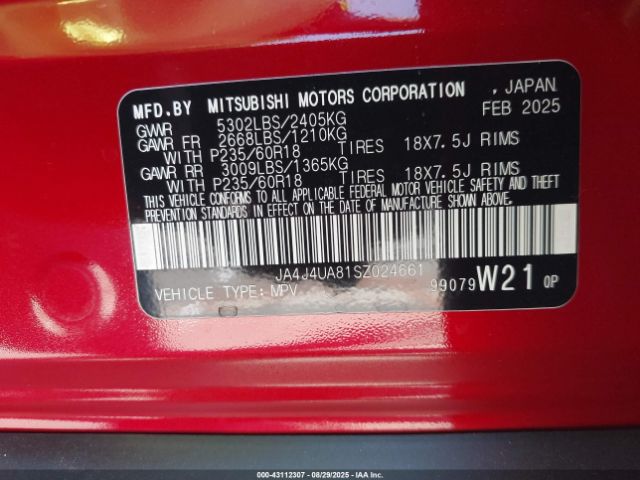 MFD.BY MITSUBISHI MOTORS CORPORATION , JAPAN
GVWR 5302LBS/2405KG FEB 2025
GAWR FR 2668LBS/1210KG
WITH P235/60R18 TIRES 18X7.5J RIMS
GAWR RR 3009LBS/1365KG
WITH P235/60R18 TIRES 18X7.5J RIMS
THIS VEHICLE CONFORMS TO ALL APPLICABLE FEDERAL MOTOR VEHICLE SAFETY AND THEFT
PREVENTION STANDARDS IN EFFECT ON THE DATE OF MANUFACTURE SHOWN ABOVE.
JA4J4UA81SZ024661
VEHICLE TYPE: MPV 99079 W21 0P
000-43112307 - 08/29/2025 - IAAI.COM